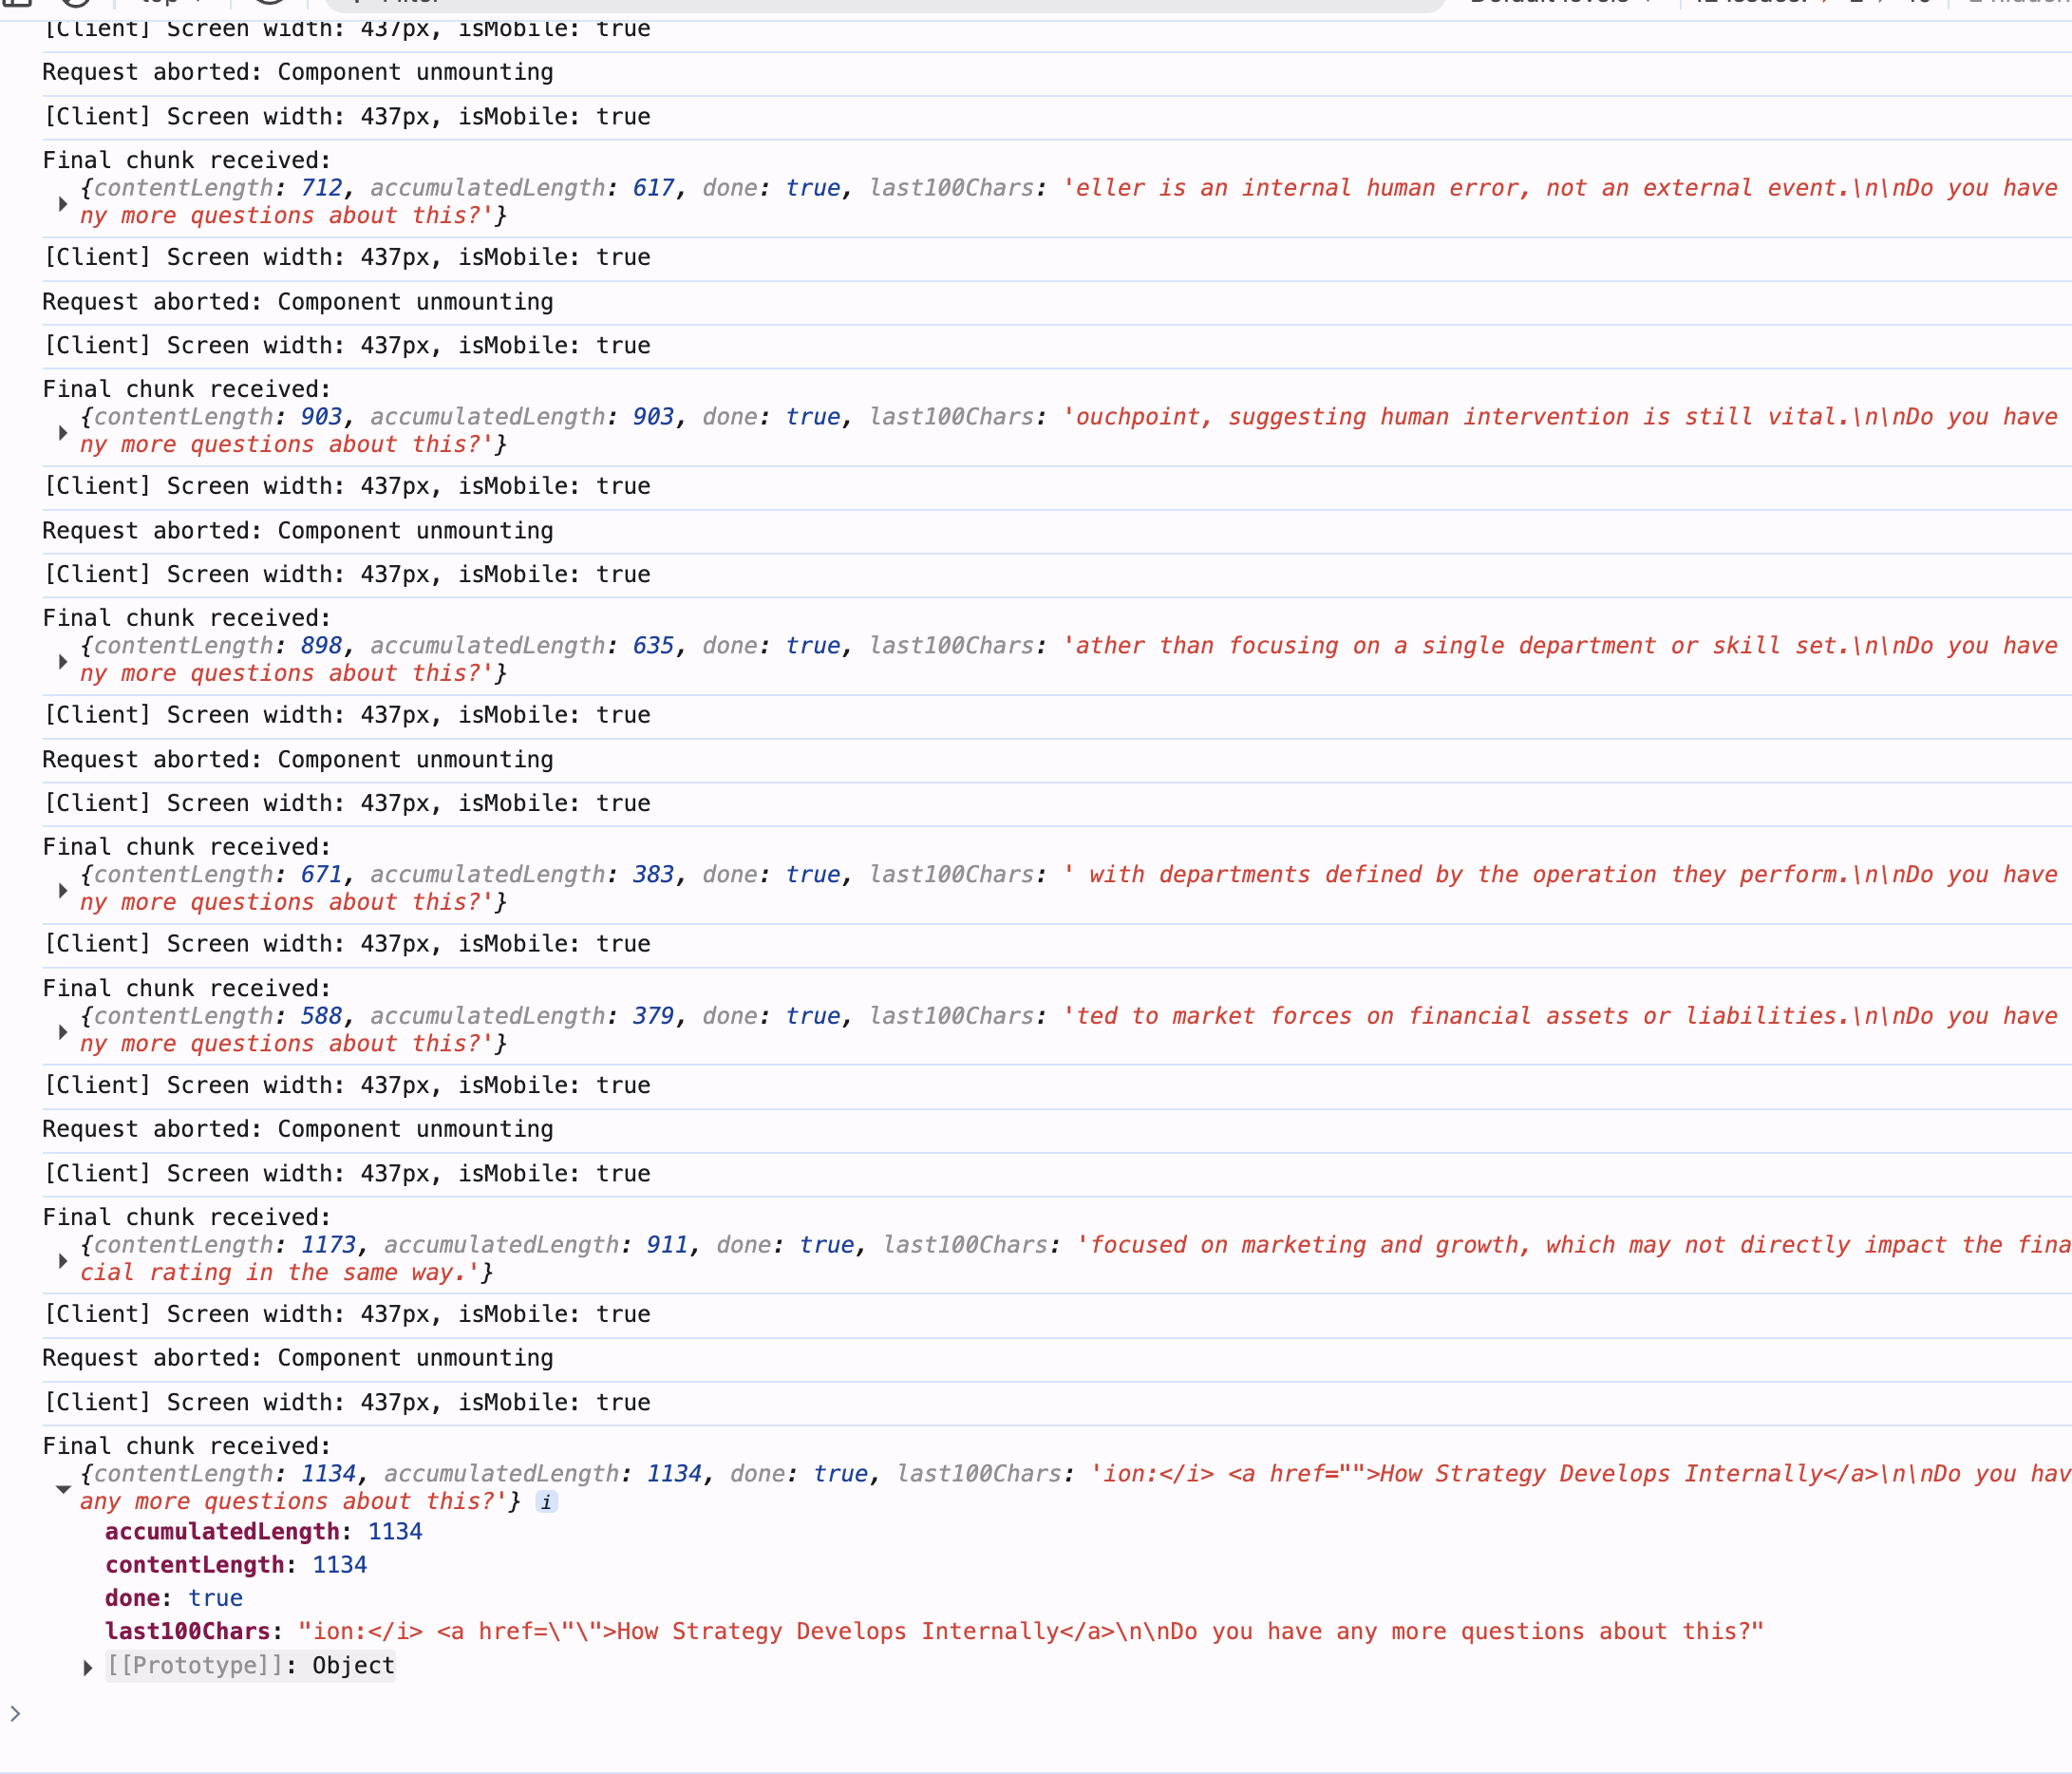 [Client] Screen width: 437px, isMobile: true
Request aborted: Component unmounting
[Client] Screen width: 437px, isMobile: true
Final chunk received:
{contentLength: 712, accumulatedLength: 617, done: true, last100Chars: 'eller is an internal human error, not an external event.\n\nDo you have
ny more questions about this?'}
[Client] Screen width: 437px, isMobile: true
Request aborted: Component unmounting
[Client] Screen width: 437px, isMobile: true
Final chunk received:
{contentLength: 903, accumulatedLength: 903, done: true, last100Chars: 'ouchpoint, suggesting human intervention is still vital.\n\nDo you have
ny more questions about this?'}
[Client] Screen width: 437px, isMobile: true
Request aborted: Component unmounting
[Client] Screen width: 437px, isMobile: true
Final chunk received:
{contentLength: 898, accumulatedLength: 635, done: true, last100Chars: 'ather than focusing on a single department or skill set.\n\nDo you have
ny more questions about this?'}
[Client] Screen width: 437px, isMobile: true
Request aborted: Component unmounting
[Client] Screen width: 437px, isMobile: true
Final chunk received:
{contentLength: 671, accumulatedLength: 383, done: true, last100Chars: ' with departments defined by the operation they perform.\n\nDo you have
ny more questions about this?'}
[Client] Screen width: 437px, isMobile: true
Final chunk received:
{contentLength: 588, accumulatedLength: 379, done: true, last100Chars: 'ted to market forces on financial assets or liabilities.\n\nDo you have
ny more questions about this?'}
[Client] Screen width: 437px, isMobile: true
Request aborted: Component unmounting
[Client] Screen width: 437px, isMobile: true
Final chunk received:
{contentLength: 1173, accumulatedLength: 911, done: true, last100Chars: 'focused on marketing and growth, which may not directly impact the fina
cial rating in the same way.'}
[Client] Screen width: 437px, isMobile: true
Request aborted: Component unmounting
[Client] Screen width: 437px, isMobile: true
Final chunk received:
{contentLength: 1134, accumulatedLength: 1134, done: true, last100Chars: 'ion:</i> <a href="">How Strategy Develops Internally</a>\n\nDo you hav
any more questions about this?'} i
accumulatedLength: 1134
contentLength: 1134
done: true
last100Chars: "ion:</i> <a href=\"\">How Strategy Develops Internally</a>\n\nDo you have any more questions about this?"
[[Prototype]]: Object